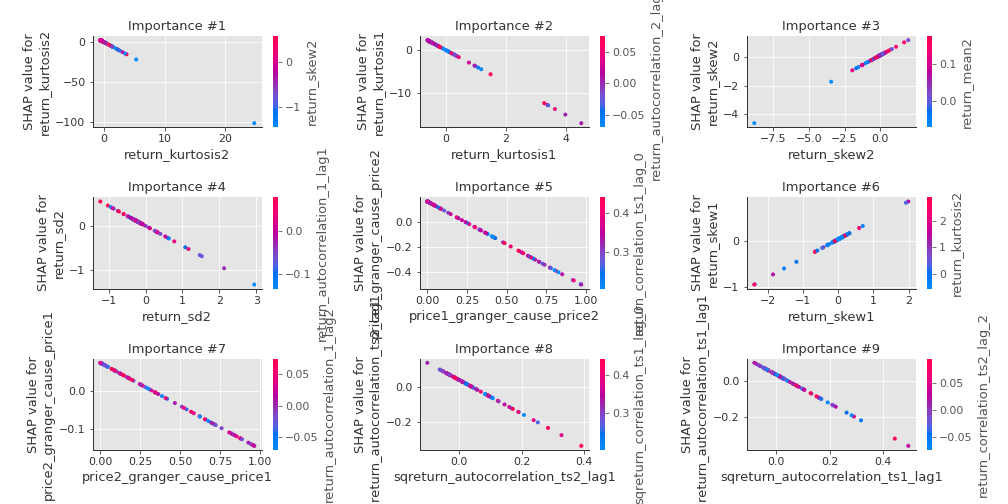 Importance #1
SHAP value for
return_kurtosis2
0
−50
−100
0
10
20
return_kurtosis2
0
−1
return_skew2
Importance #2
SHAP value for
return_kurtosis1
0
−10
0
2
4
return_kurtosis1
0.05
0.00
−0.05
return_autocorrelation_2_lag
Importance #3
SHAP value for
return_skew2
0
−2
−4
−7.5
−5.0
−2.5
0.0
return_skew2
0.1
0.0
return_mean2
Importance #4
SHAP value for
return_sd2
0
−1
−1
0
1
2
3
return_sd2
0.0
−0.1
return_autocorrelation_1_lag1
Importance #5
SHAP value for
price1_granger_cause_price2
0.0
−0.2
−0.4
0.00
0.25
0.50
0.75
1.00
price1_granger_cause_price2
0.4
0.3
return_correlation_ts1_lag_0
Importance #6
SHAP value for
return_skew1
0
−1
−2
−1
0
1
2
return_skew1
2
1
0
return_kurtosis2
Importance #7
SHAP value for
price2_granger_cause_price1
0.0
−0.1
0.00
0.25
0.50
0.75
1.00
price2_granger_cause_price1
0.05
0.00
−0.05
return_autocorrelation_1_lag2
Importance #8
SHAP value for
0.0
−0.2
0.0
0.2
0.4
sqreturn_autocorrelation_ts2_lag1
0.4
0.3
Importance #9
SHAP value for
return_autocorrelation_ts1_lag1
0.0
−0.2
0.0
0.2
0.4
sqreturn_autocorrelation_ts1_lag1
0.05
0.00
−0.05
return_correlation_ts2_lag_2